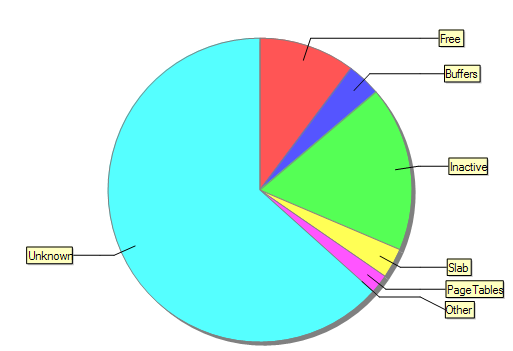 Free
Buffers
Inactive
Unknown
Slab
PageTables
Other